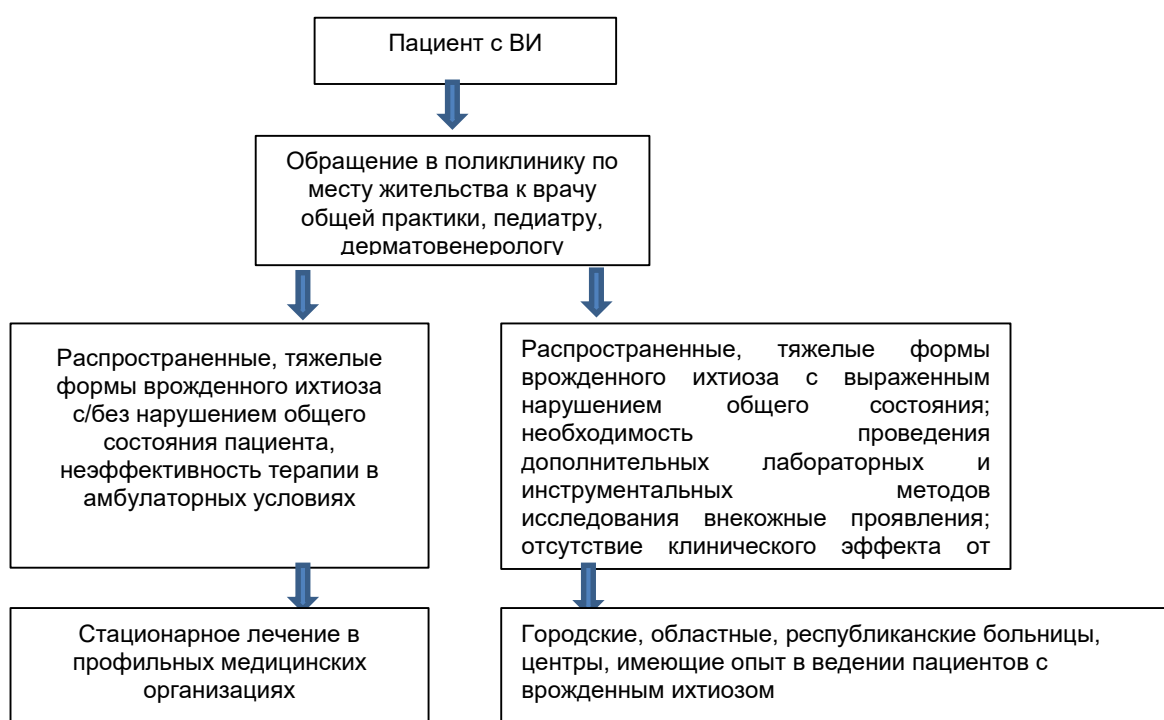 Пациент с ВИ
Обращение в поликлинику по
месту жительства к врачу
общей практики, педиатру,
дерматовенерологу
Распространенные, тяжелые
формы врожденного ихтиоза
с/без нарушением общего
состояния пациента,
неэффективность терапии в
амбулаторных условиях
Распространенные, тяжелые формы
врожденного ихтиоза с выраженным
нарушением общего состояния;
необходимость проведения
дополнительных лабораторных и
инструментальных методов
исследования внекожные проявления;
отсутствие клинического эффекта от
Стационарное лечение в
профильных медицинских
организациях
Городские, областные, республиканские больницы,
центры, имеющие опыт в ведении пациентов с
врожденным ихтиозом